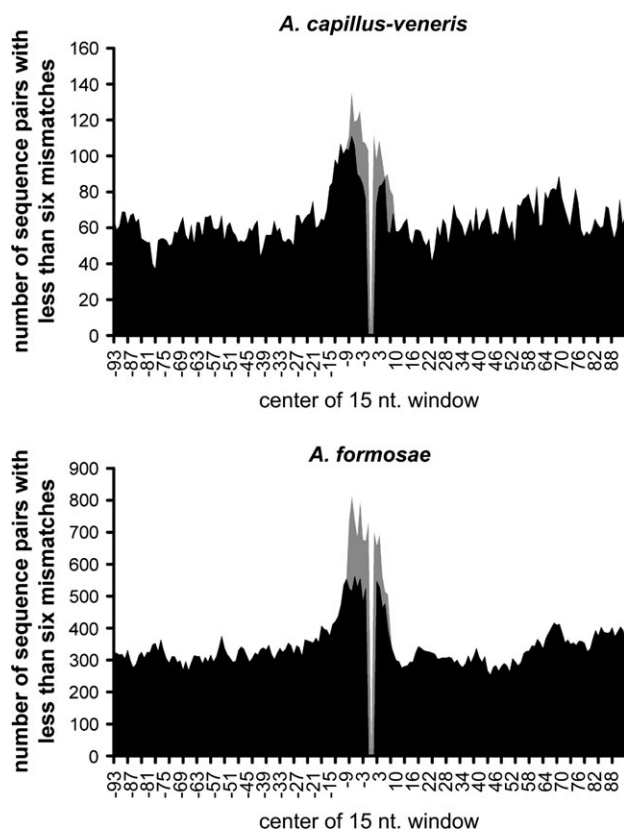 A. capillus-veneris
number of sequence pairs with
less than six mismatches
160
140
120
100
80
60
40
20
0
-93 -87 -81 -75 -69 -63 -57 -51 -45 -39 -33 -27 -21 -15 -9 -3 3 10 16 22 28 34 40 46 52 58 64 70 76 82 88
center of 15 nt. window
A. formosae
number of sequence pairs with
less than six mismatches
900
800
700
600
500
400
300
200
100
0
-93 -87 -81 -75 -69 -63 -57 -51 -45 -39 -33 -27 -21 -15 -9 -3 3 10 16 22 28 34 40 46 52 58 64 70 76 82 88
center of 15 nt. window